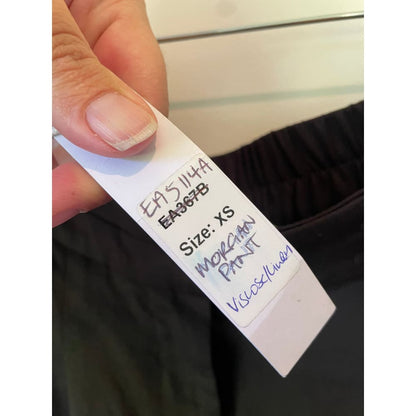 EA5114A
EA367B
Size: XS
MORGAN
PANT
Viscose/Linen